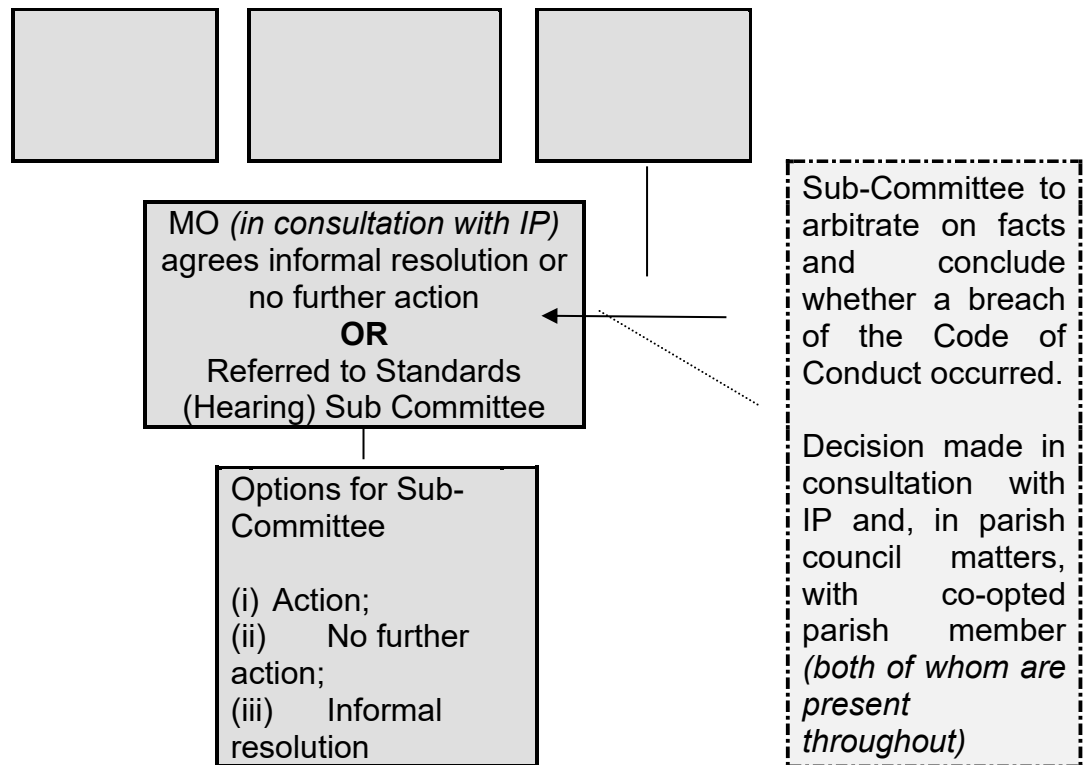 MO (in consultation with IP)
agrees informal resolution or
no further action
OR
Referred to Standards
(Hearing) Sub Committee
Options for Sub-
Committee
(i) Action;
(ii) No further
action;
(iii) Informal
resolution
Sub-Committee to
arbitrate on facts
and conclude
whether a breach
of the Code of
Conduct occurred.
Decision made in
consultation with
IP and, in parish
council matters,
with co-opted
parish member
(both of whom are
present
throughout)